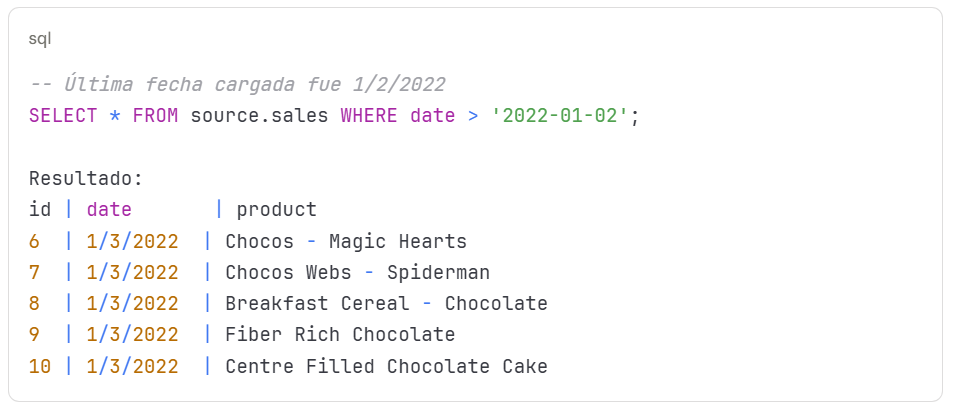 sql
-- Última fecha cargada fue 1/2/2022
SELECT * FROM source.sales WHERE date > '2022-01-02';
Resultado:
id | date | product
6 | 1/3/2022 | Chocos - Magic Hearts
7 | 1/3/2022 | Chocos Webs - Spiderman
8 | 1/3/2022 | Breakfast Cereal - Chocolate
9 | 1/3/2022 | Fiber Rich Chocolate
10 | 1/3/2022 | Centre Filled Chocolate Cake